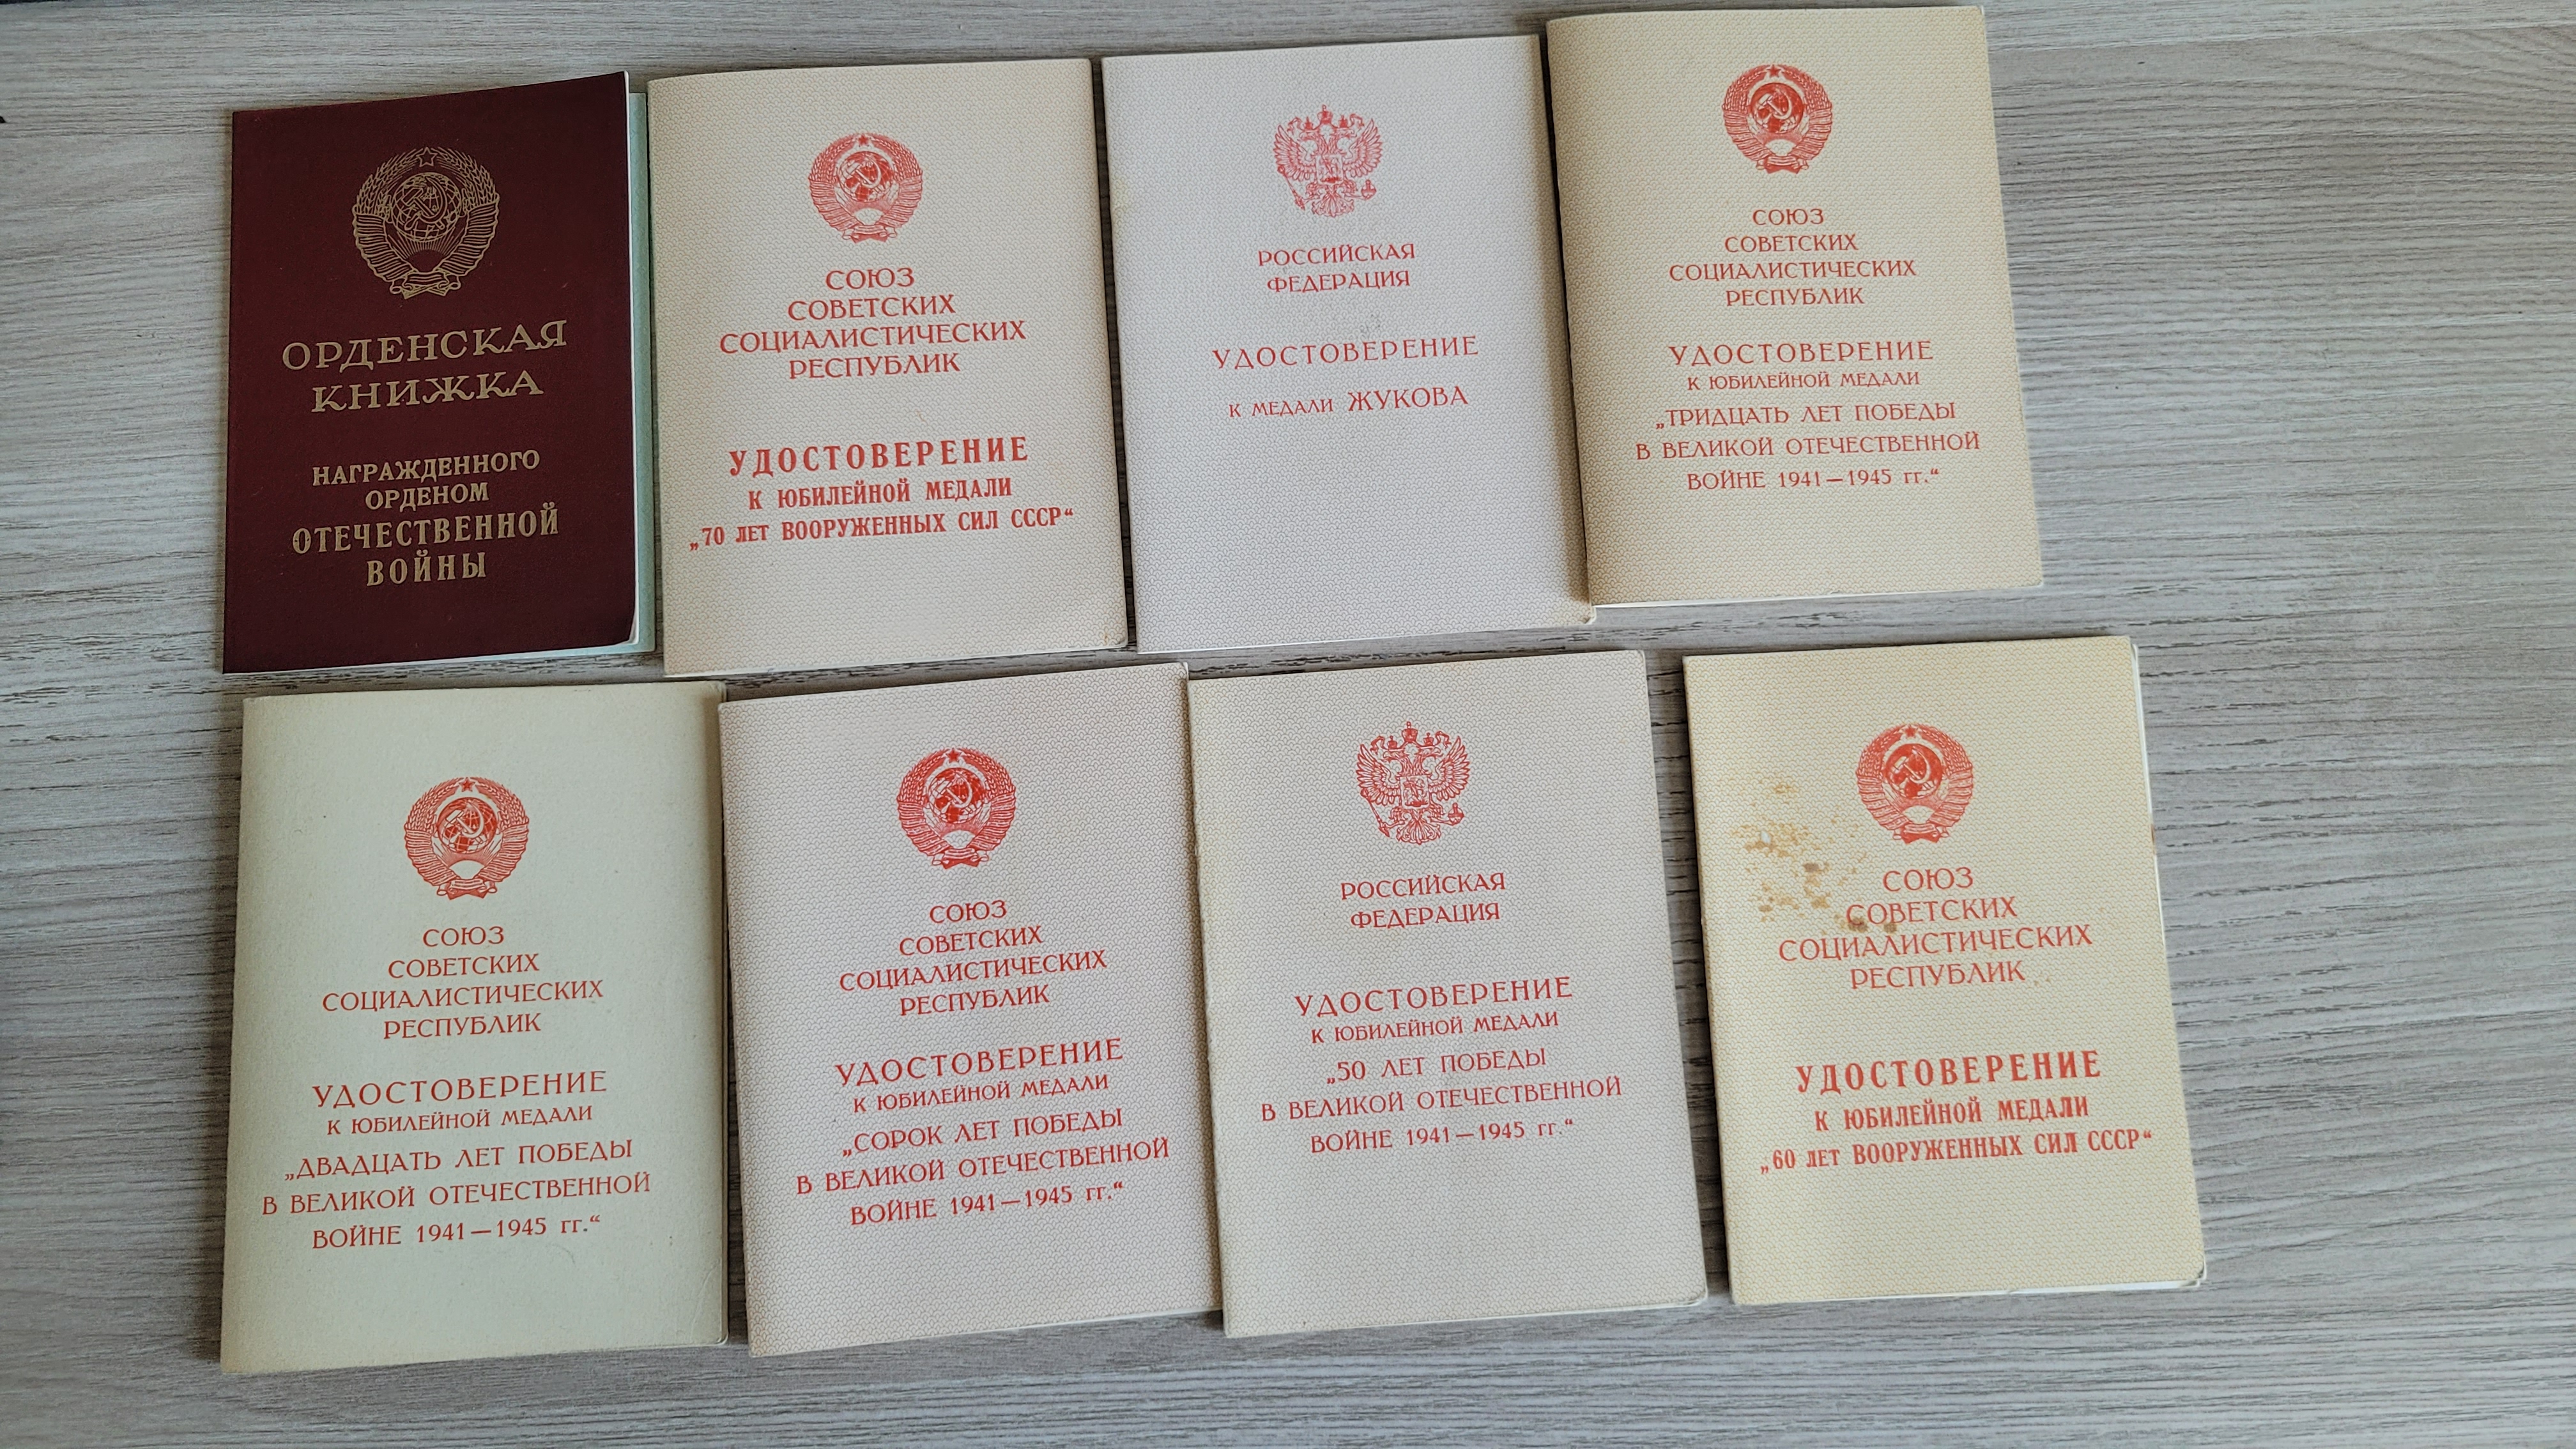 ОРДЕНСКАЯ
КНИЖКА
НАГРАЖДЕННОГО
ОРДЕНОМ
ОТЕЧЕСТВЕННОЙ
ВОЙНЫ
СОЮЗ
СОВЕТСКИХ
СОЦИАЛИСТИЧЕСКИХ
РЕСПУБЛИК
УДОСТОВЕРЕНИЕ
К ЮБИЛЕЙНОЙ МЕДАЛИ
„70 ЛЕТ ВООРУЖЕННЫХ СИЛ СССР“
РОССИЙСКАЯ
ФЕДЕРАЦИЯ
УДОСТОВЕРЕНИЕ
К МЕДАЛИ ЖУКОВА
СОЮЗ
СОВЕТСКИХ
СОЦИАЛИСТИЧЕСКИХ
РЕСПУБЛИК
УДОСТОВЕРЕНИЕ
К ЮБИЛЕЙНОЙ МЕДАЛИ
„ТРИДЦАТЬ ЛЕТ ПОБЕДЫ
В ВЕЛИКОЙ ОТЕЧЕСТВЕННОЙ
ВОЙНЕ 1941—1945 гг.“
СОЮЗ
СОВЕТСКИХ
СОЦИАЛИСТИЧЕСКИХ
РЕСПУБЛИК
УДОСТОВЕРЕНИЕ
К ЮБИЛЕЙНОЙ МЕДАЛИ
„ДВАДЦАТЬ ЛЕТ ПОБЕДЫ
В ВЕЛИКОЙ ОТЕЧЕСТВЕННОЙ
ВОЙНЕ 1941—1945 гг.“
СОЮЗ
СОВЕТСКИХ
СОЦИАЛИСТИЧЕСКИХ
РЕСПУБЛИК
УДОСТОВЕРЕНИЕ
К ЮБИЛЕЙНОЙ МЕДАЛИ
„СОРОК ЛЕТ ПОБЕДЫ
В ВЕЛИКОЙ ОТЕЧЕСТВЕННОЙ
ВОЙНЕ 1941—1945 гг.“
РОССИЙСКАЯ
ФЕДЕРАЦИЯ
УДОСТОВЕРЕНИЕ
К ЮБИЛЕЙНОЙ МЕДАЛИ
„50 ЛЕТ ПОБЕДЫ
В ВЕЛИКОЙ ОТЕЧЕСТВЕННОЙ
ВОЙНЕ 1941—1945 гг.“
СОЮЗ
СОВЕТСКИХ
СОЦИАЛИСТИЧЕСКИХ
РЕСПУБЛИК
УДОСТОВЕРЕНИЕ
К ЮБИЛЕЙНОЙ МЕДАЛИ
„60 ЛЕТ ВООРУЖЕННЫХ СИЛ СССР“